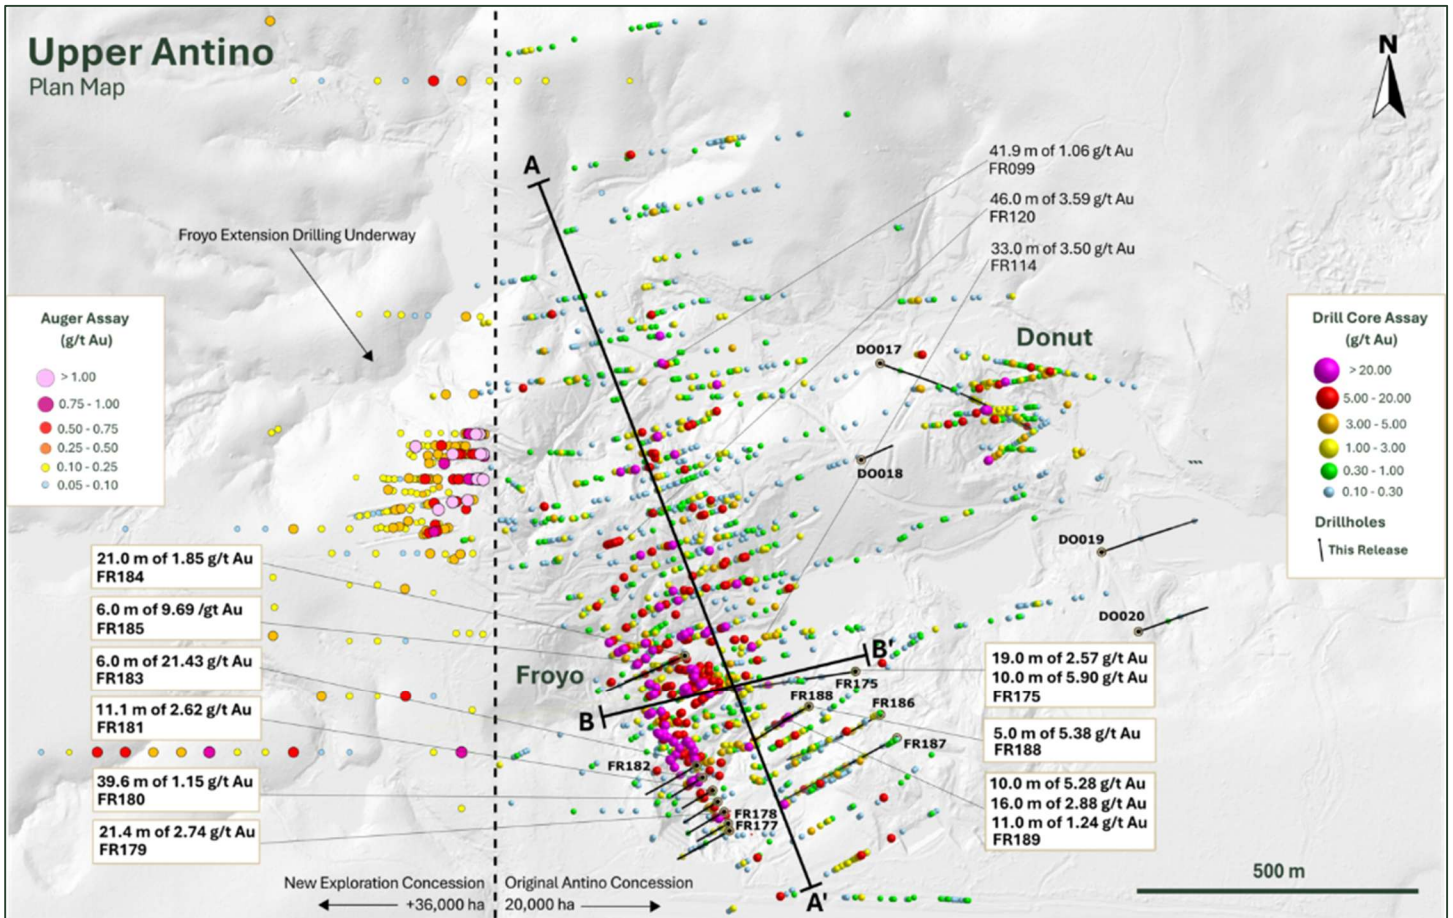 Upper Antino
Plan Map
N
A
41.9 m of 1.06 g/t Au
FR099
46.0 m of 3.59 g/t Au
FR120
33.0 m of 3.50 g/t Au
FR114
Froyo Extension Drilling Underway
Auger Assay
(g/t Au)
> 1.00
0.75 - 1.00
0.50 - 0.75
0.25 - 0.50
0.10 - 0.25
0.05 - 0.10
Donut
DO017
DO018
DO019
DO020
Drill Core Assay
(g/t Au)
> 20.00
5.00 - 20.00
3.00 - 5.00
1.00 - 3.00
0.30 - 1.00
0.10 - 0.30
Drillholes
This Release
21.0 m of 1.85 g/t Au
FR184
6.0 m of 9.69 /gt Au
FR185
6.0 m of 21.43 g/t Au
FR183
11.1 m of 2.62 g/t Au
FR181
39.6 m of 1.15 g/t Au
FR180
21.4 m of 2.74 g/t Au
FR179
Froyo
B
B'
FR175
FR188
FR186
FR187
FR182
FR178
FR177
19.0 m of 2.57 g/t Au
10.0 m of 5.90 g/t Au
FR175
5.0 m of 5.38 g/t Au
FR188
10.0 m of 5.28 g/t Au
16.0 m of 2.88 g/t Au
11.0 m of 1.24 g/t Au
FR189
A'
New Exploration Concession
+36,000 ha
Original Antino Concession
20,000 ha
500 m